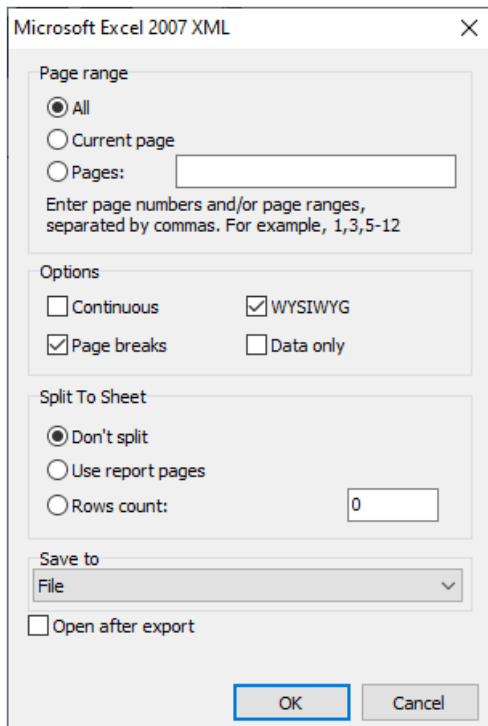 Microsoft Excel 2007 XML
Page range
All
Current page
Pages:
Enter page numbers and/or page ranges,
separated by commas. For example, 1,3,5-12
Options
Continuous
WYSIWYG
Page breaks
Data only
Split To Sheet
Don't split
Use report pages
Rows count:
0
Save to
File
Open after export
OK
Cancel